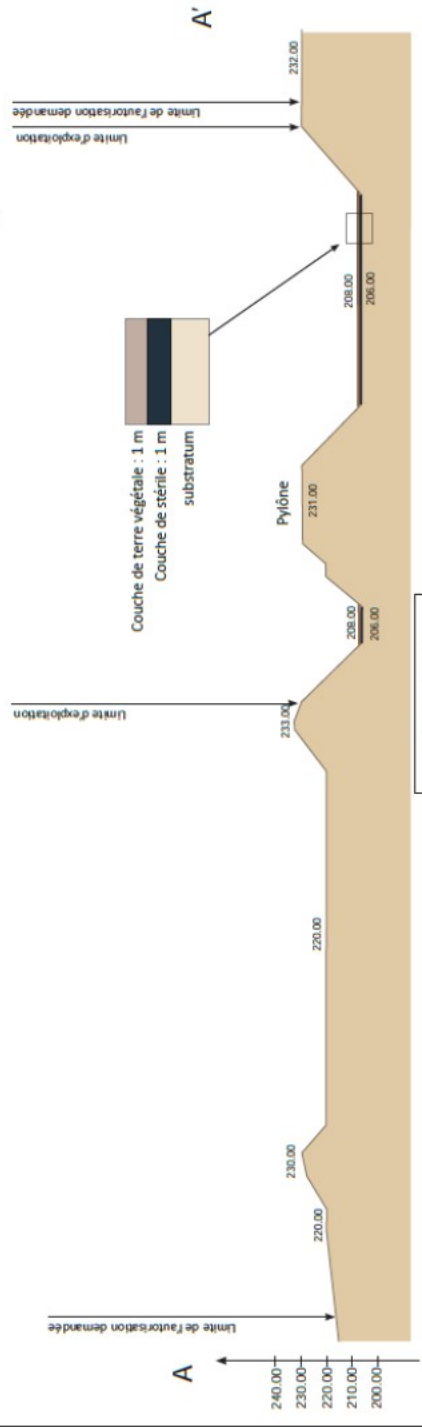 A
A'
Limite de l'autorisation demandée
Limite d'exploitation
Limite d'exploitation
Limite de l'autorisation demandée
Couche de terre végétale : 1 m
Couche de stérile : 1 m
substratum
240.00
230.00
220.00
210.00
200.00
220.00
230.00
220.00
233.00
208.00
206.00
Pylône
231.00
208.00
206.00
232.00